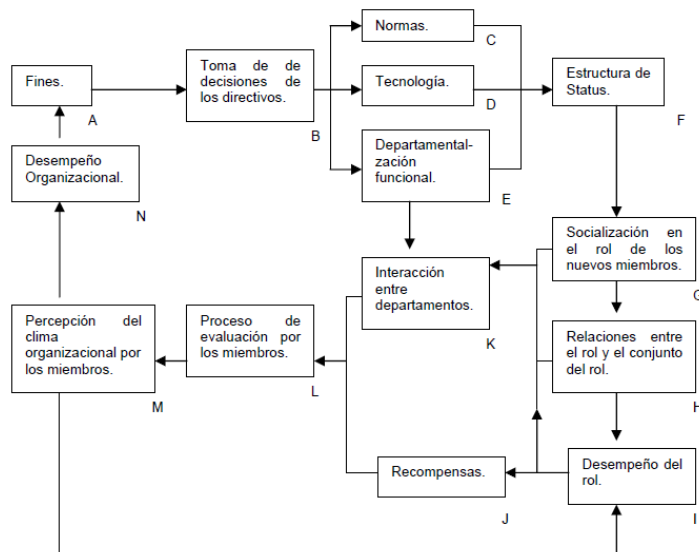 Normas.
C
Fines.
A
Toma de de
decisiones de
los directivos.
B
Tecnología.
D
Estructura de
Status.
F
Desempeño
Organizacional.
N
Departamental-
zación
funcional.
E
Socialización en
el rol de los
nuevos miembros.
G
Interacción
entre
departamentos.
K
Percepción del
clima
organizacional por
los miembros.
M
Proceso de
evaluación por
los miembros.
L
Relaciones entre
el rol y el conjunto
del rol.
H
Recompensas.
J
Desempeño del
rol.
I